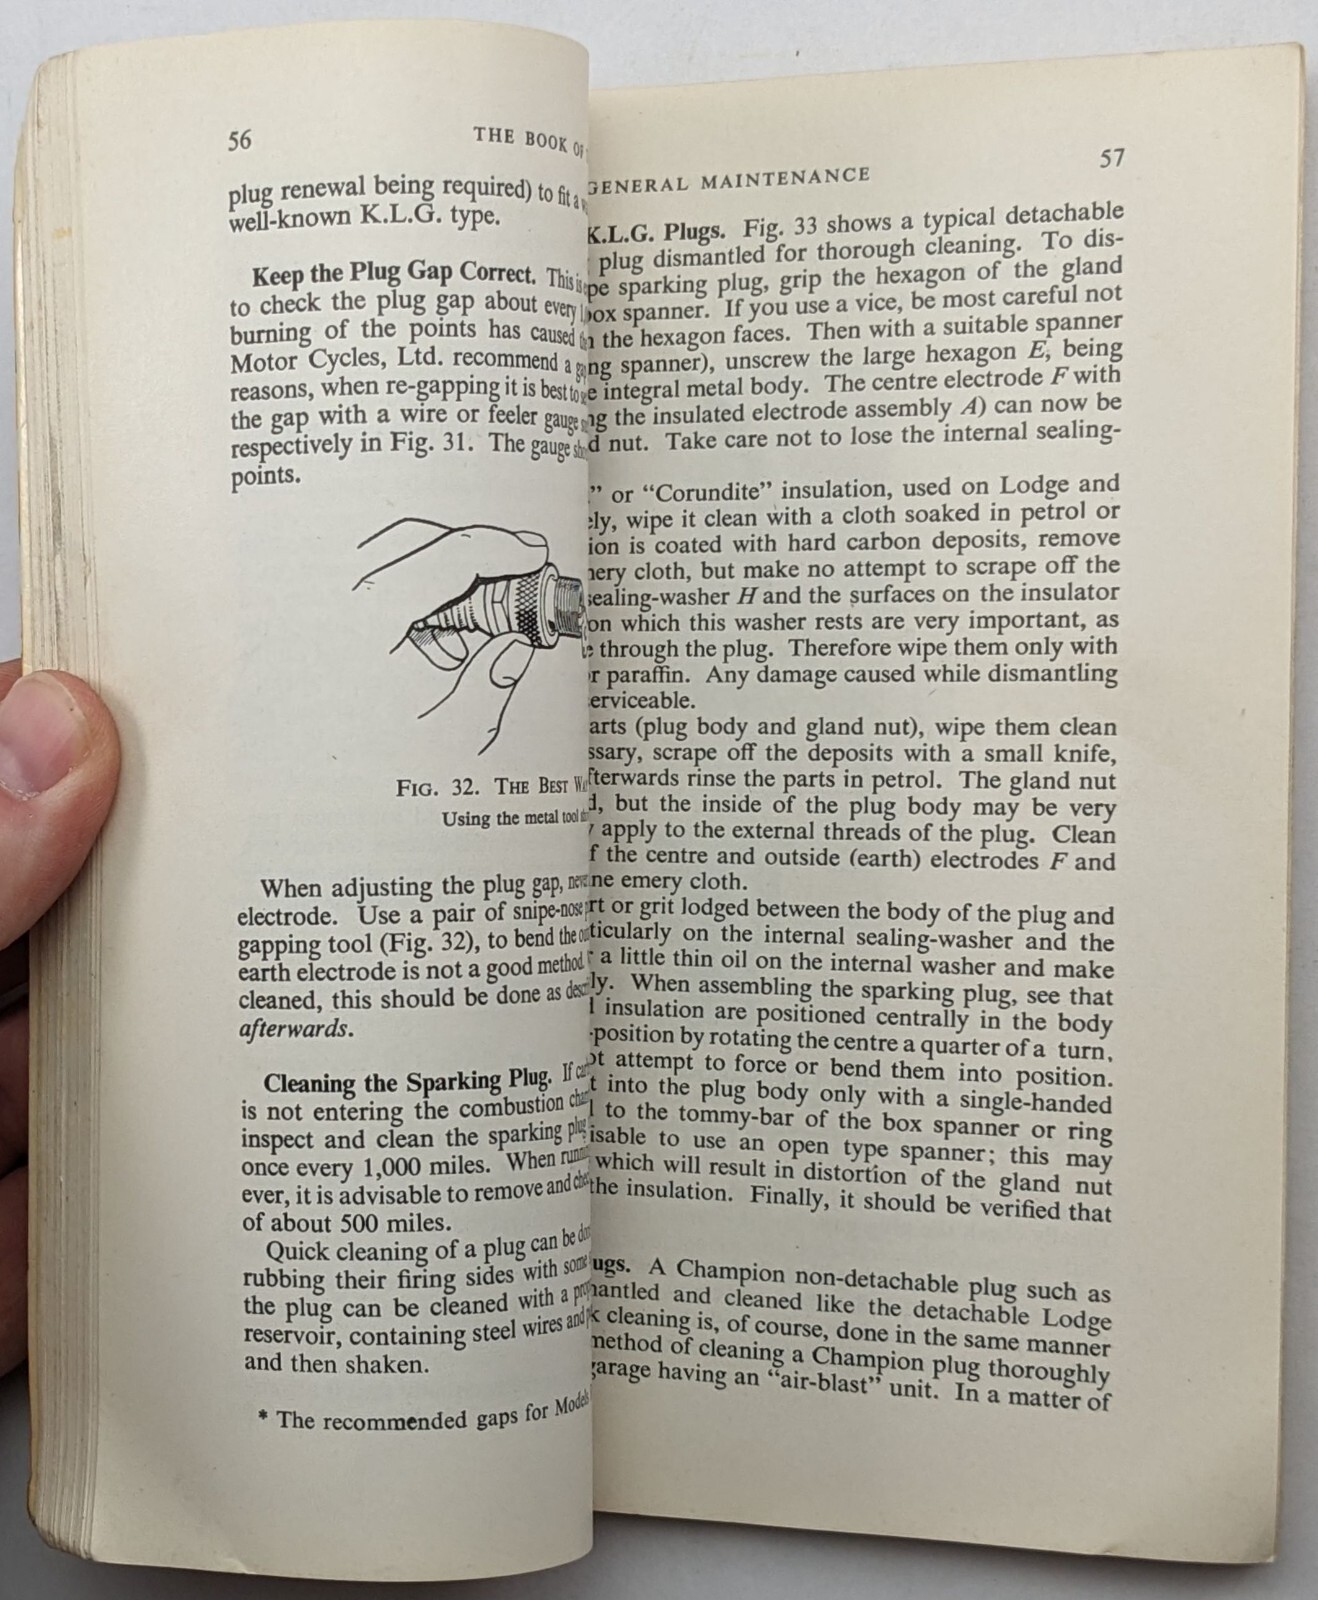 56
THE BOOK OF
plug renewal being required) to fit a
well-known K.L.G. type.
Keep the Plug Gap Correct. This is
to check the plug gap about every
burning of the points has caused
Motor Cycles, Ltd. recommend a
reasons, when re-gapping it is best to
the gap with a wire or feeler gauge
respectively in Fig. 31. The gauge
points.
FIG. 32. THE BEST
Using the metal tool
When adjusting the plug gap,
electrode. Use a pair of snipe-nose
gapping tool (Fig. 32), to bend the
earth electrode is not a good method
cleaned, this should be done as
afterwards.
Cleaning the Sparking Plug. If
is not entering the combustion
inspect and clean the sparking
once every 1,000 miles. When
ever, it is advisable to remove and
of about 500 miles.
Quick cleaning of a plug can be
rubbing their firing sides with some
the plug can be cleaned with a
reservoir, containing steel wires and
and then shaken.
* The recommended gaps for Models
57
GENERAL MAINTENANCE
K.L.G. Plugs. Fig. 33 shows a typical detachable
plug dismantled for thorough cleaning. To dis-
sparking plug, grip the hexagon of the gland
box spanner. If you use a vice, be most careful not
the hexagon faces. Then with a suitable spanner
spanner), unscrew the large hexagon E, being
integral metal body. The centre electrode F with
the insulated electrode assembly A) can now be
nut. Take care not to lose the internal sealing-
" or "Corundite" insulation, used on Lodge and
wipe it clean with a cloth soaked in petrol or
is coated with hard carbon deposits, remove
cloth, but make no attempt to scrape off the
sealing-washer H and the surfaces on the insulator
on which this washer rests are very important, as
through the plug. Therefore wipe them only with
paraffin. Any damage caused while dismantling
erviceable.
arts (plug body and gland nut), wipe them clean
ssary, scrape off the deposits with a small knife,
fterwards rinse the parts in petrol. The gland nut
but the inside of the plug body may be very
apply to the external threads of the plug. Clean
the centre and outside (earth) electrodes F and
emery cloth.
or grit lodged between the body of the plug and
ticularly on the internal sealing-washer and the
a little thin oil on the internal washer and make
ly. When assembling the sparking plug, see that
insulation are positioned centrally in the body
-position by rotating the centre a quarter of a turn.
attempt to force or bend them into position.
into the plug body only with a single-handed
to the tommy-bar of the box spanner or ring
isable to use an open type spanner; this may
which will result in distortion of the gland nut
the insulation. Finally, it should be verified that
ugs. A Champion non-detachable plug such as
mantled and cleaned like the detachable Lodge
cleaning is, of course, done in the same manner
method of cleaning a Champion plug thoroughly
garage having an "air-blast" unit. In a matter of